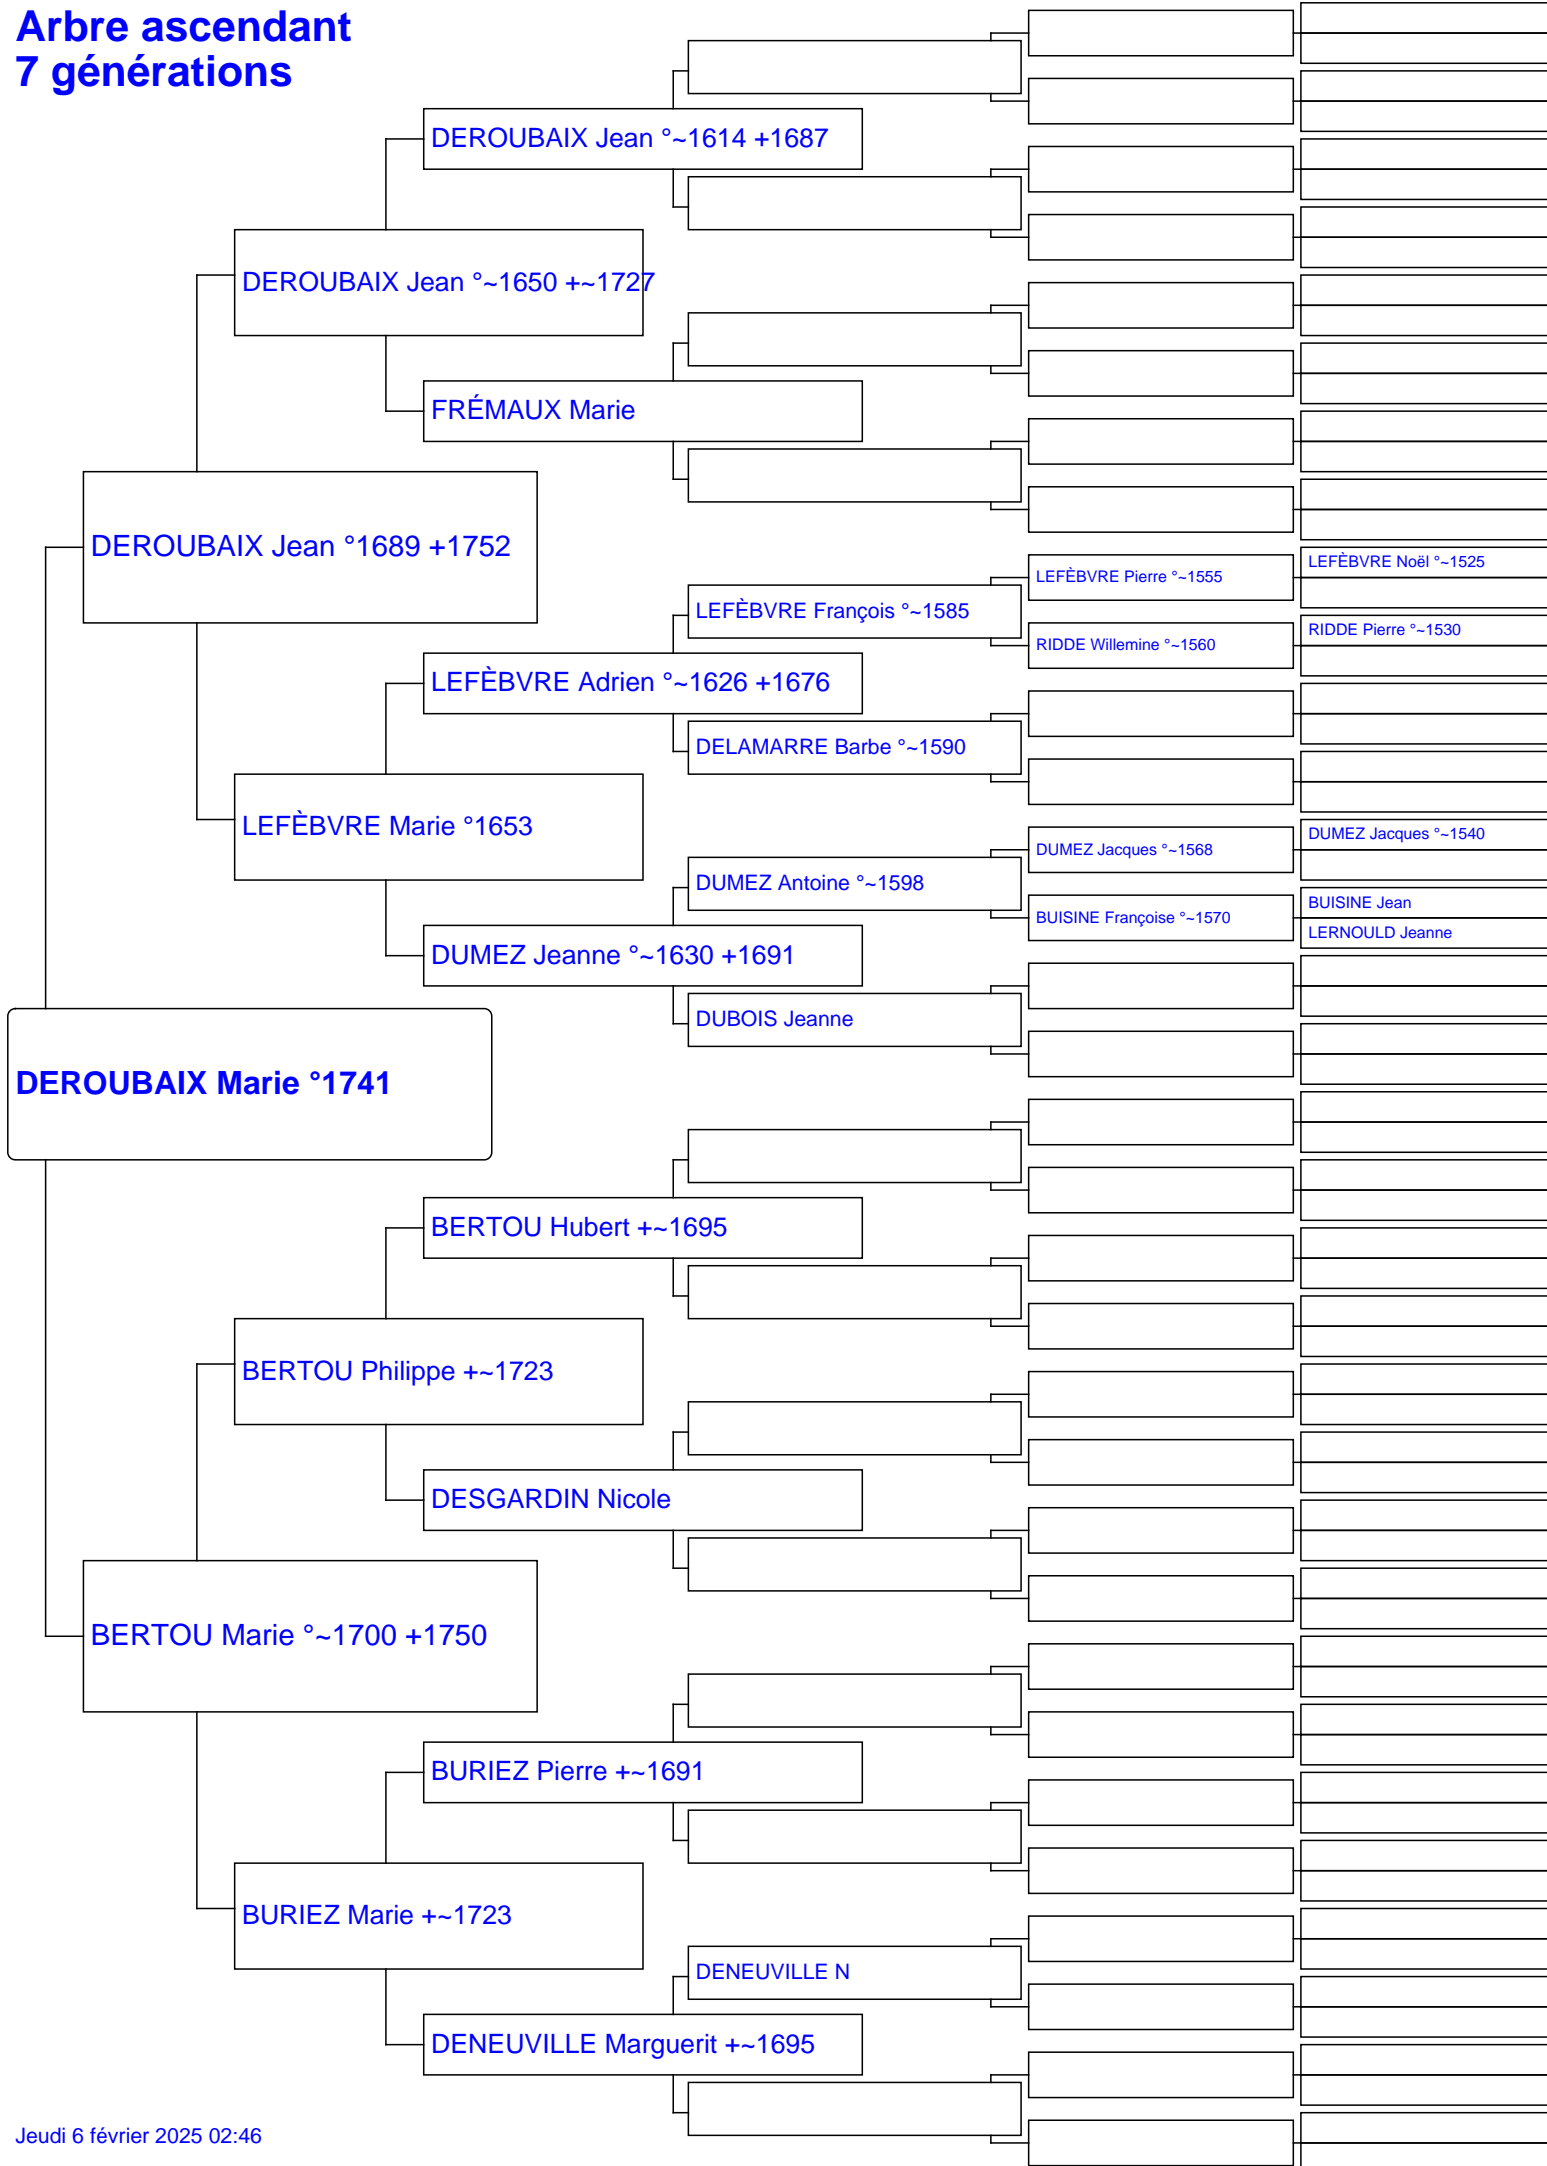 Arbre ascendant
7 générations
DEROUBAIX Jean °~1614 +1687
DEROUBAIX Jean °~1650 +~1727
FRÉMAUX Marie
DEROUBAIX Jean °1689 +1752
LEFÈBVRE Noël °~1525
LEFÈBVRE Pierre °~1555
LEFÈBVRE François °~1585
RIDDE Pierre °~1530
RIDDE Willemine °~1560
LEFÈBVRE Adrien °~1626 +1676
DELAMARRE Barbe °~1590
LEFÈBVRE Marie °1653
DUMEZ Jacques °~1540
DUMEZ Jacques °~1568
DUMEZ Antoine °~1598
BUISINE Jean
BUISINE Françoise °~1570
LERNOULD Jeanne
DUMEZ Jeanne °~1630 +1691
DUBOIS Jeanne
DEROUBAIX Marie °1741
BERTOU Hubert +~1695
BERTOU Philippe +~1723
DESGARDIN Nicole
BERTOU Marie °~1700 +1750
BURIEZ Pierre +~1691
BURIEZ Marie +~1723
DENEUVILLE N
DENEUVILLE Marguerit +~1695
Jeudi 6 février 2025 02:46